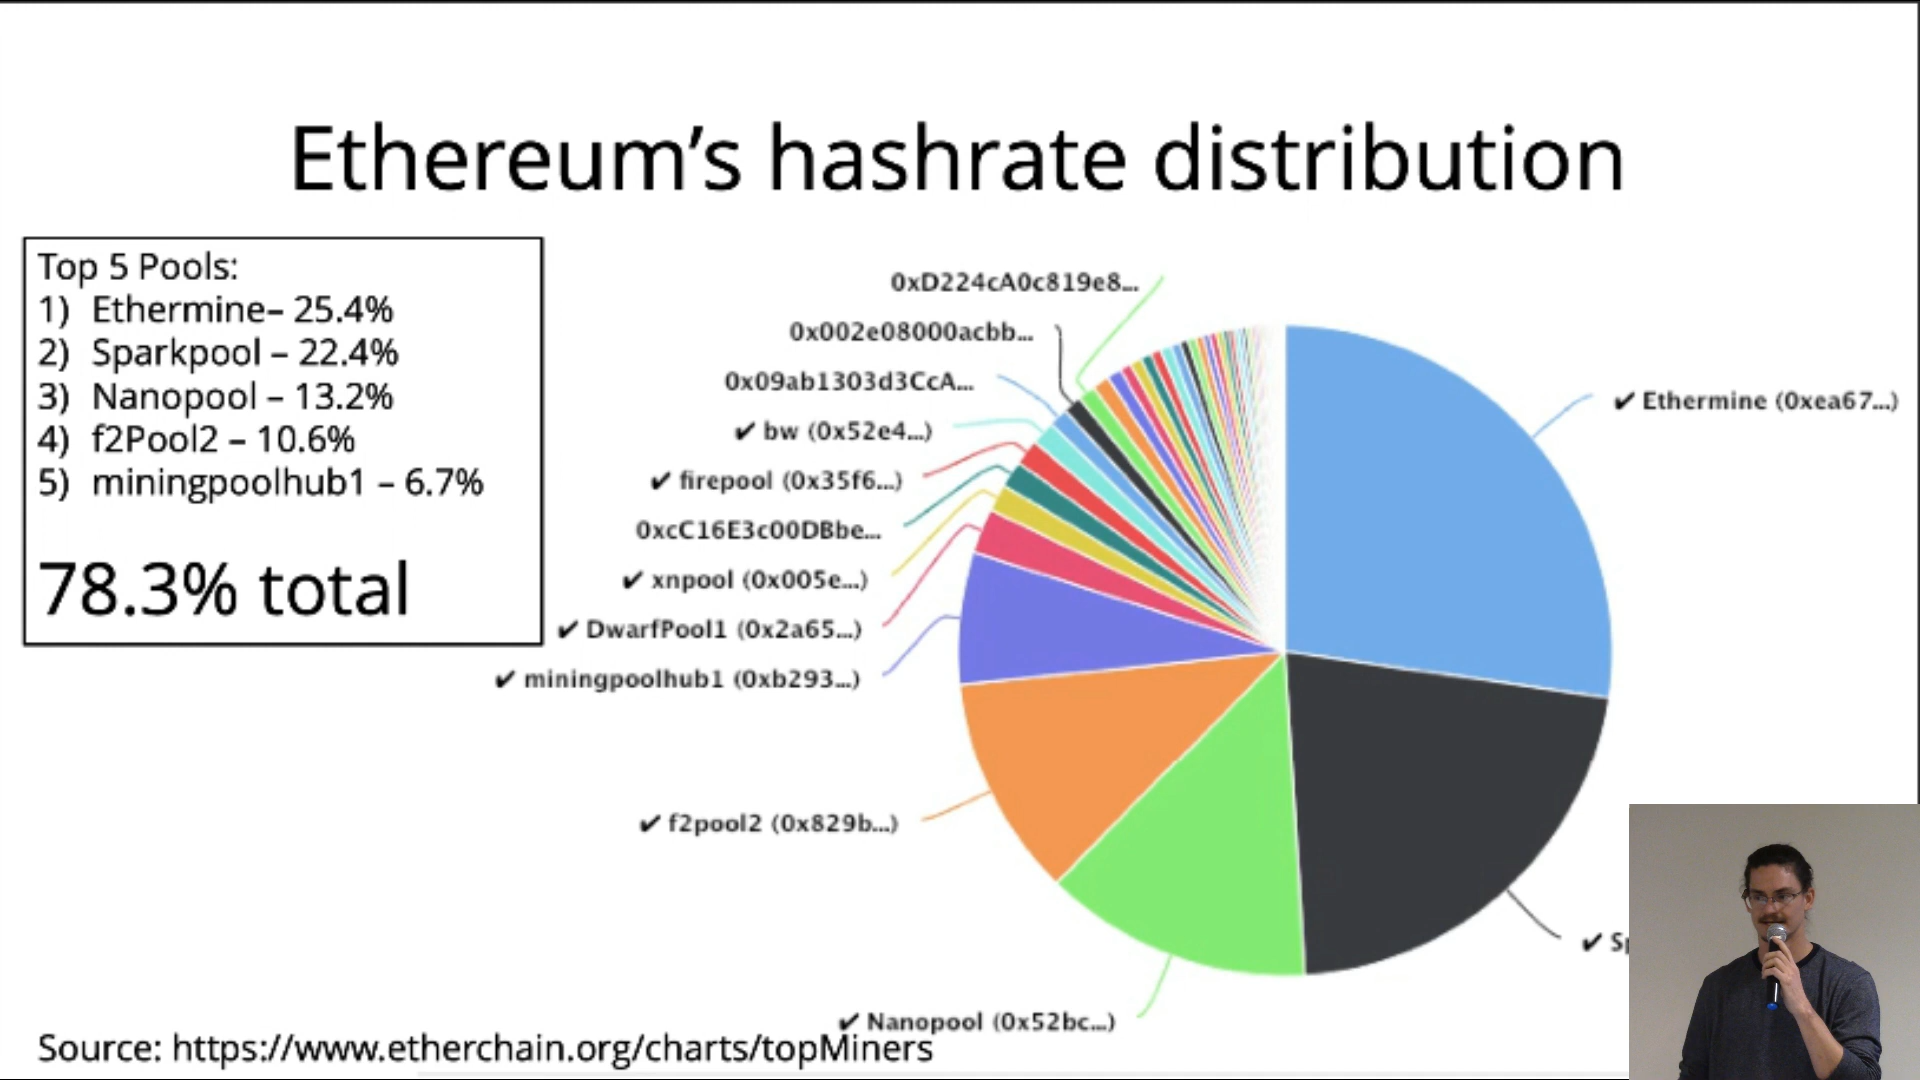 Ethereum’s hashrate distribution
Top 5 Pools:
1) Ethermine– 25.4%
2) Sparkpool – 22.4%
3) Nanopool – 13.2%
4) f2Pool2 – 10.6%
5) miningpoolhub1 – 6.7%
78.3% total
0xD224cA0c819e8...
0x002e08000acbb...
0x09ab1303d3CcA...
✔ bw (0x52e4...)
✔ firepool (0x35f6...)
0xcC16E3c00DBbe...
✔ xnpool (0x005e...)
✔ DwarfPool1 (0x2a65...)
✔ miningpoolhub1 (0xb293...)
✔ f2pool2 (0x829b...)
✔ Nanopool (0x52bc...)
✔ Ethermine (0xea67...)
Source: https://www.etherchain.org/charts/topMiners